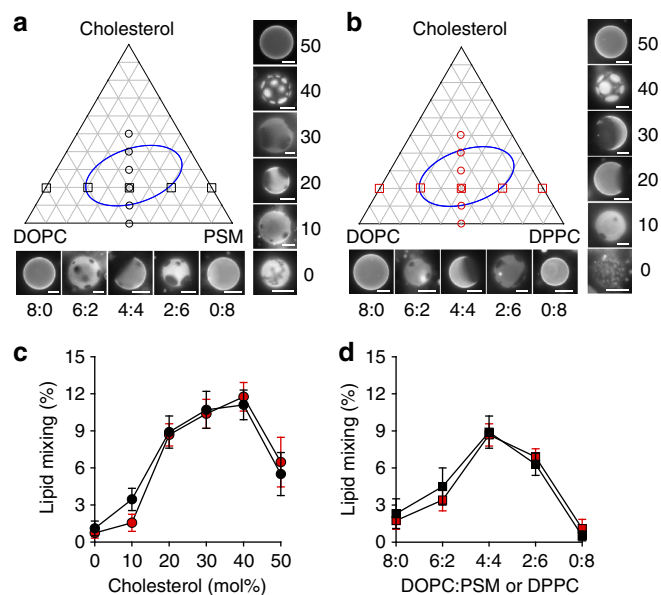 a
Cholesterol
50
40
30
20
10
0
DOPC PSM
8:0 6:2 4:4 2:6 0:8
b
Cholesterol
50
40
30
20
10
0
DOPC DPPC
8:0 6:2 4:4 2:6 0:8
c
Lipid mixing (%)
15
12
9
6
3
0
0 10 20 30 40 50
Cholesterol (mol%)
d
Lipid mixing (%)
15
12
9
6
3
0
8:0 6:2 4:4 2:6 0:8
DOPC:PSM or DPPC